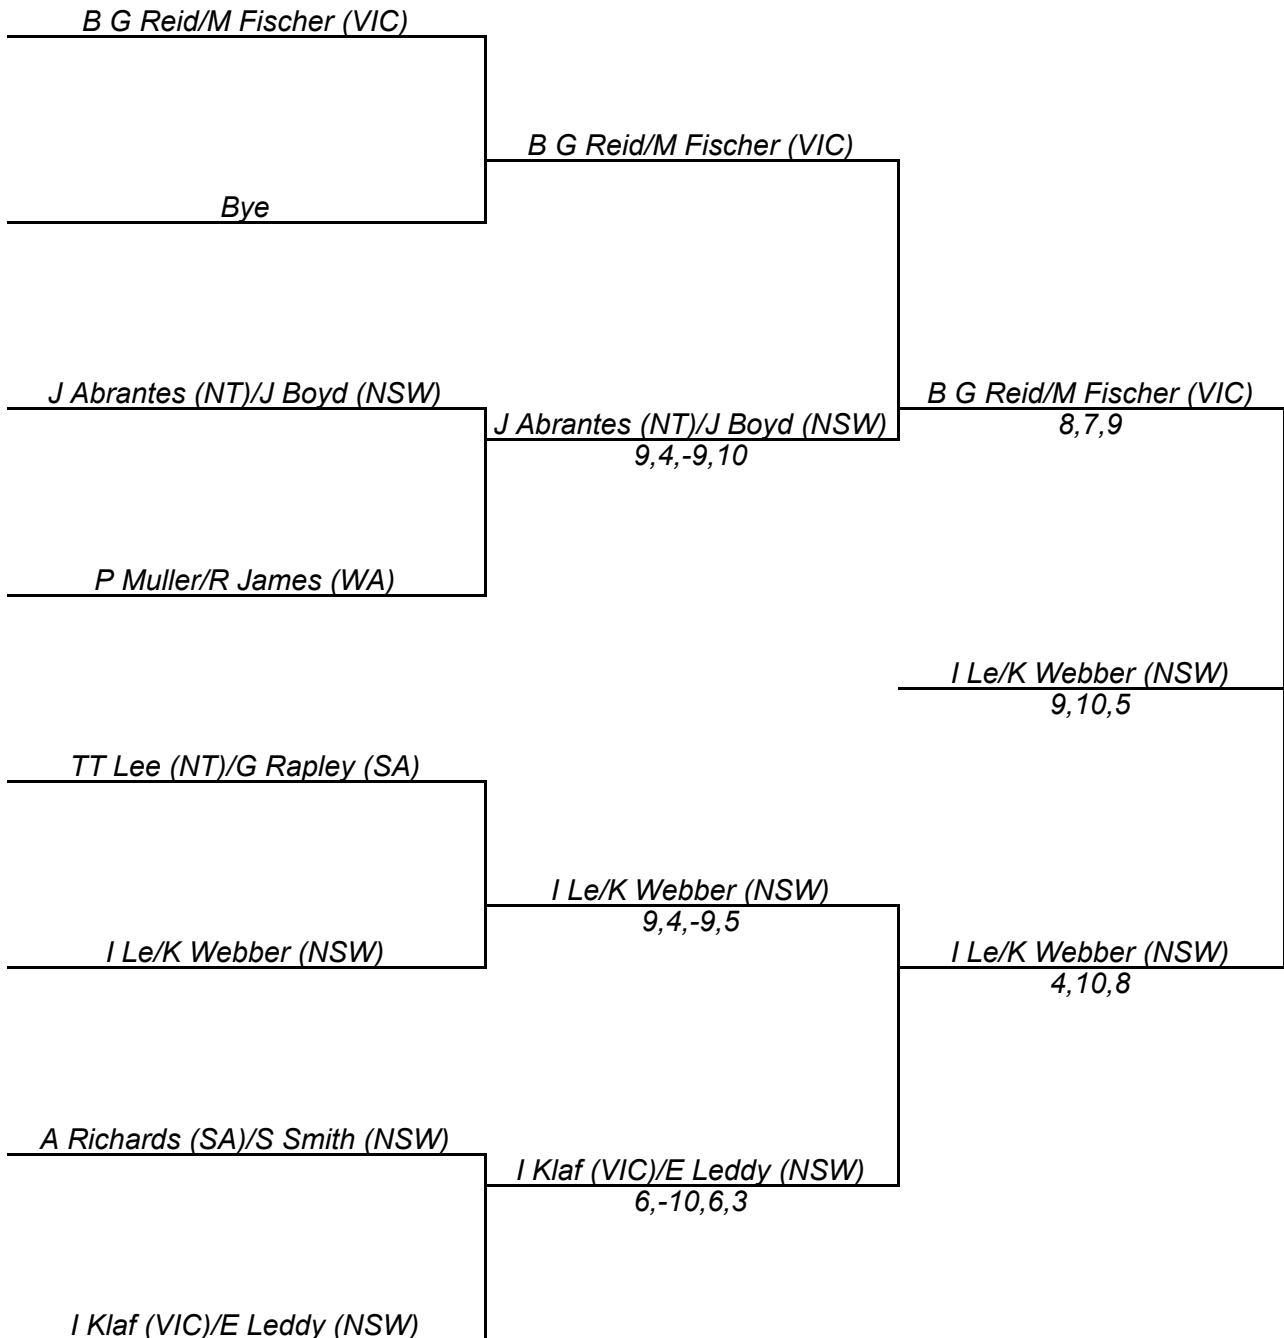 B G Reid/M Fischer (VIC)
B G Reid/M Fischer (VIC)
Bye
J Abrantes (NT)/J Boyd (NSW)
B G Reid/M Fischer (VIC)
8,7,9
J Abrantes (NT)/J Boyd (NSW)
9,4,-9,10
P Muller/R James (WA)
I Le/K Webber (NSW)
9,10,5
TT Lee (NT)/G Rapley (SA)
I Le/K Webber (NSW)
9,4,-9,5
I Le/K Webber (NSW)
I Le/K Webber (NSW)
4,10,8
A Richards (SA)/S Smith (NSW)
I Klaf (VIC)/E Leddy (NSW)
6,-10,6,3
I Klaf (VIC)/E Leddy (NSW)